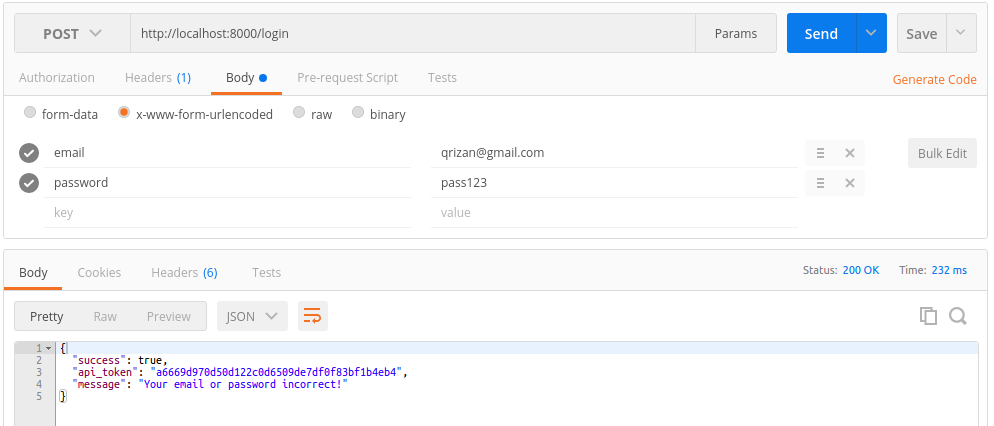 POST http://localhost:8000/login Params Send Save
Authorization Headers (1) Body Pre-request Script Tests Generate Code
form-data x-www-form-urlencoded raw binary
email qrizan@gmail.com Bulk Edit
password pass123
key value
Body Cookies Headers (6) Tests Status: 200 OK Time: 232 ms
Pretty Raw Preview JSON
1 {
2 "success": true,
3 "api_token": "a6669d970d50d122c0d6509de7df0f83bf1b4eb4",
4 "message": "Your email or password incorrect!"
5 }